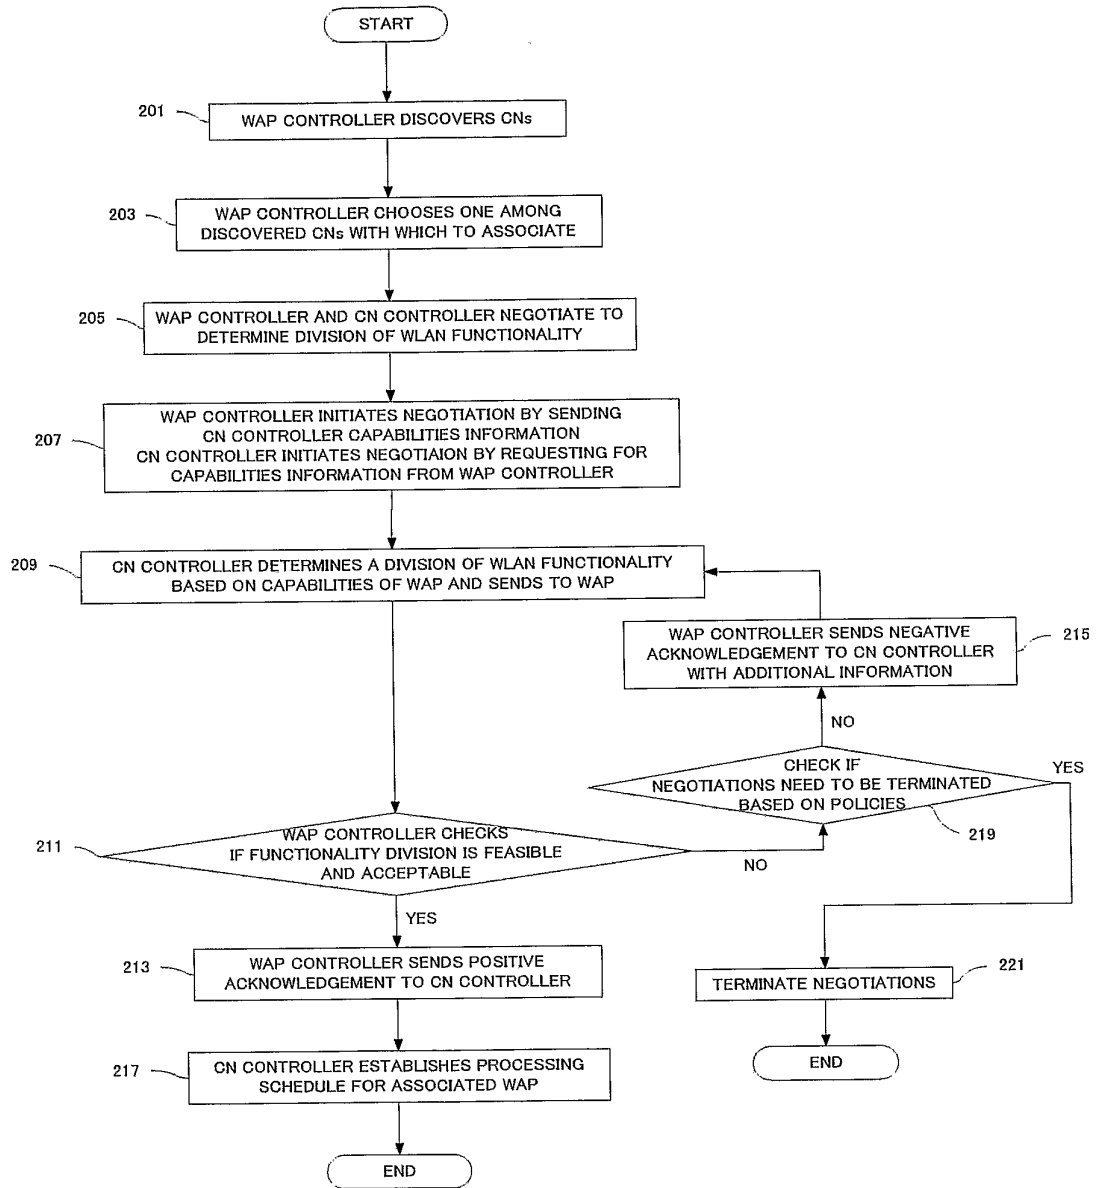 START
201
WAP CONTROLLER DISCOVERS CNs
203
WAP CONTROLLER CHOOSES ONE AMONG
DISCOVERED CNs WITH WHICH TO ASSOCIATE
205
WAP CONTROLLER AND CN CONTROLLER NEGOTIATE TO
DETERMINE DIVISION OF WLAN FUNCTIONALITY
207
WAP CONTROLLER INITIATES NEGOTIATION BY SENDING
CN CONTROLLER CAPABILITIES INFORMATION
CN CONTROLLER INITIATES NEGOTIAION BY REQUESTING FOR
CAPABILITIES INFORMATION FROM WAP CONTROLLER
209
CN CONTROLLER DETERMINES A DIVISION OF WLAN FUNCTIONALITY
BASED ON CAPABILITIES OF WAP AND SENDS TO WAP
WAP CONTROLLER SENDS NEGATIVE
ACKNOWLEDGEMENT TO CN CONTROLLER
WITH ADDITIONAL INFORMATION
215
NO
CHECK IF
NEGOTIATIONS NEED TO BE TERMINATED
BASED ON POLICIES
YES
219
211
WAP CONTROLLER CHECKS
IF FUNCTIONALITY DIVISION IS FEASIBLE
AND ACCEPTABLE
NO
YES
213
WAP CONTROLLER SENDS POSITIVE
ACKNOWLEDGEMENT TO CN CONTROLLER
221
TERMINATE NEGOTIATIONS
217
CN CONTROLLER ESTABLISHES PROCESSING
SCHEDULE FOR ASSOCIATED WAP
END
END